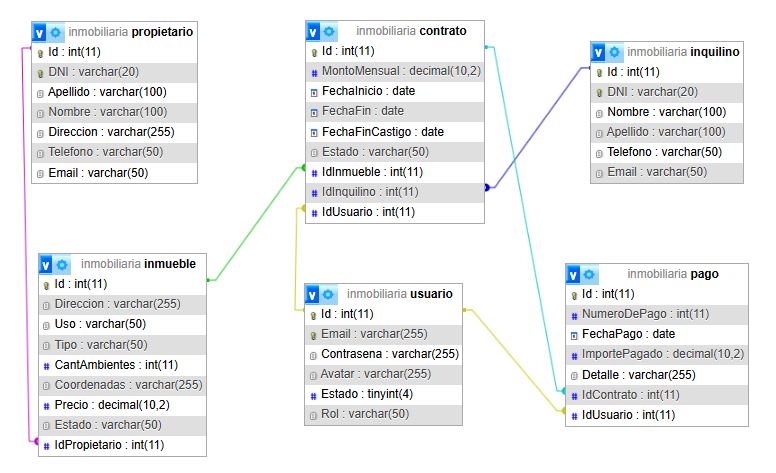 inmobiliaria propietario
Id : int(11)
DNI : varchar(20)
Apellido : varchar(100)
Nombre : varchar(100)
Direccion : varchar(255)
Telefono : varchar(50)
Email : varchar(50)
inmobiliaria contrato
Id : int(11)
MontoMensual : decimal(10,2)
FechaInicio : date
FechaFin : date
FechaFinCastigo : date
Estado : varchar(50)
IdInmueble : int(11)
IdInquilino : int(11)
IdUsuario : int(11)
inmobiliaria inquilino
Id : int(11)
DNI : varchar(20)
Nombre : varchar(100)
Apellido : varchar(100)
Telefono : varchar(50)
Email : varchar(50)
inmobiliaria inmueble
Id : int(11)
Direccion : varchar(255)
Uso : varchar(50)
Tipo : varchar(50)
CantAmbientes : int(11)
Coordenadas : varchar(255)
Precio : decimal(10,2)
Estado : varchar(50)
IdPropietario : int(11)
inmobiliaria usuario
Id : int(11)
Email : varchar(255)
Contrasena : varchar(255)
Avatar : varchar(255)
Estado : tinyint(4)
Rol : varchar(50)
inmobiliaria pago
Id : int(11)
NumeroDePago : int(11)
FechaPago : date
ImportePagado : decimal(10,2)
Detalle : varchar(255)
IdContrato : int(11)
IdUsuario : int(11)